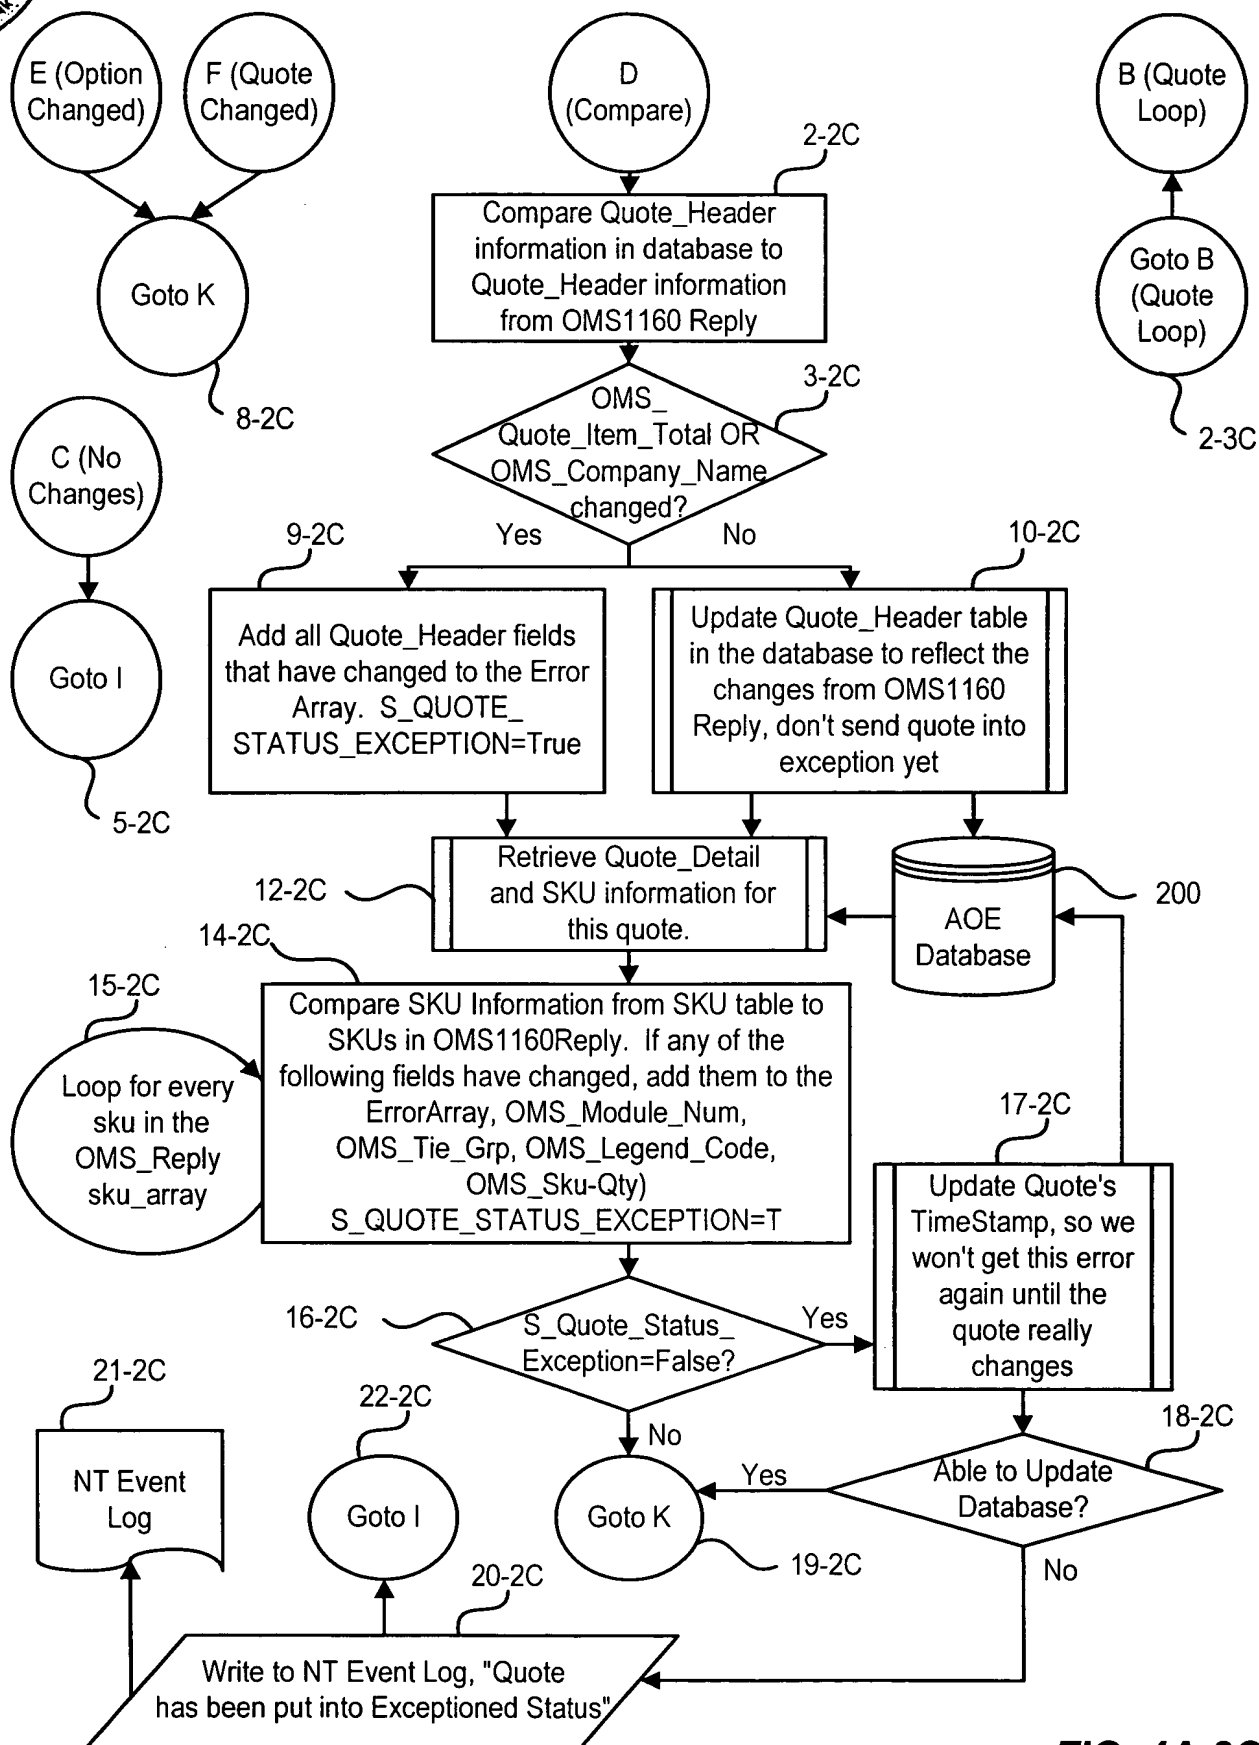 E (Option
Changed)
F (Quote
Changed)
D
(Compare)
B (Quote
Loop)
2-2C
Compare Quote_Header
information in database to
Quote_Header information
from OMS1160 Reply
Goto K
Goto B
(Quote
Loop)
8-2C
3-2C
2-3C
OMS_
Quote_Item_Total OR
OMS_Company_Name
changed?
C (No
Changes)
Yes
No
9-2C
10-2C
Goto I
5-2C
Add all Quote_Header fields
that have changed to the Error
Array. S_QUOTE_
STATUS_EXCEPTION=True
Update Quote_Header table
in the database to reflect the
changes from OMS1160
Reply, don't send quote into
exception yet
12-2C
Retrieve Quote_Detail
and SKU information for
this quote.
200
AOE
Database
14-2C
15-2C
Loop for every
sku in the
OMS_Reply
sku_array
Compare SKU Information from SKU table to
SKUs in OMS1160Reply. If any of the
following fields have changed, add them to the
ErrorArray, OMS_Module_Num,
OMS_Tie_Grp, OMS_Legend_Code,
OMS_Sku-Qty)
S_QUOTE_STATUS_EXCEPTION=T
17-2C
Update Quote's
TimeStamp, so we
won't get this error
again until the
quote really
changes
16-2C
S_Quote_Status_
Exception=False?
Yes
No
21-2C
NT Event
Log
22-2C
Goto I
Goto K
19-2C
18-2C
Able to Update
Database?
Yes
No
20-2C
Write to NT Event Log, "Quote
has been put into Exceptioned Status"